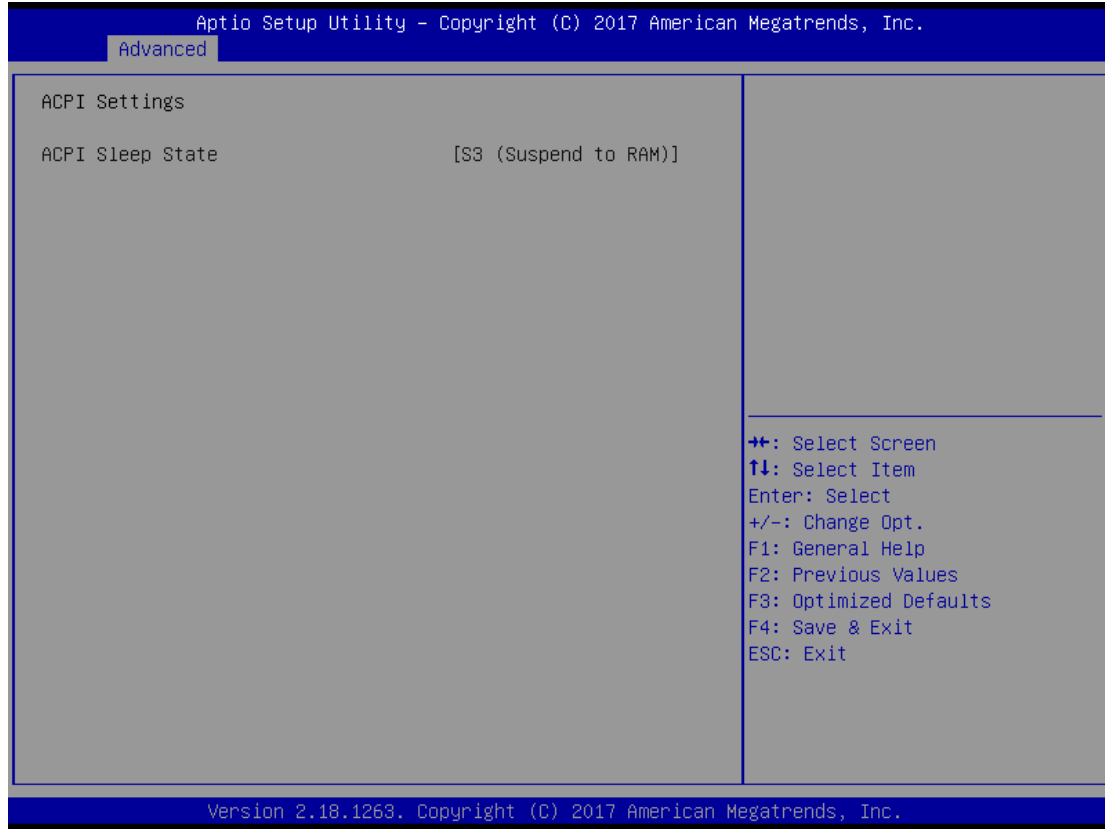 Aptio Setup Utility – Copyright (C) 2017 American Megatrends, Inc.
Advanced
ACPI Settings
ACPI Sleep State [S3 (Suspend to RAM)]
→←: Select Screen
↑↓: Select Item
Enter: Select
+/-: Change Opt.
F1: General Help
F2: Previous Values
F3: Optimized Defaults
F4: Save & Exit
ESC: Exit
Version 2.18.1263. Copyright (C) 2017 American Megatrends, Inc.